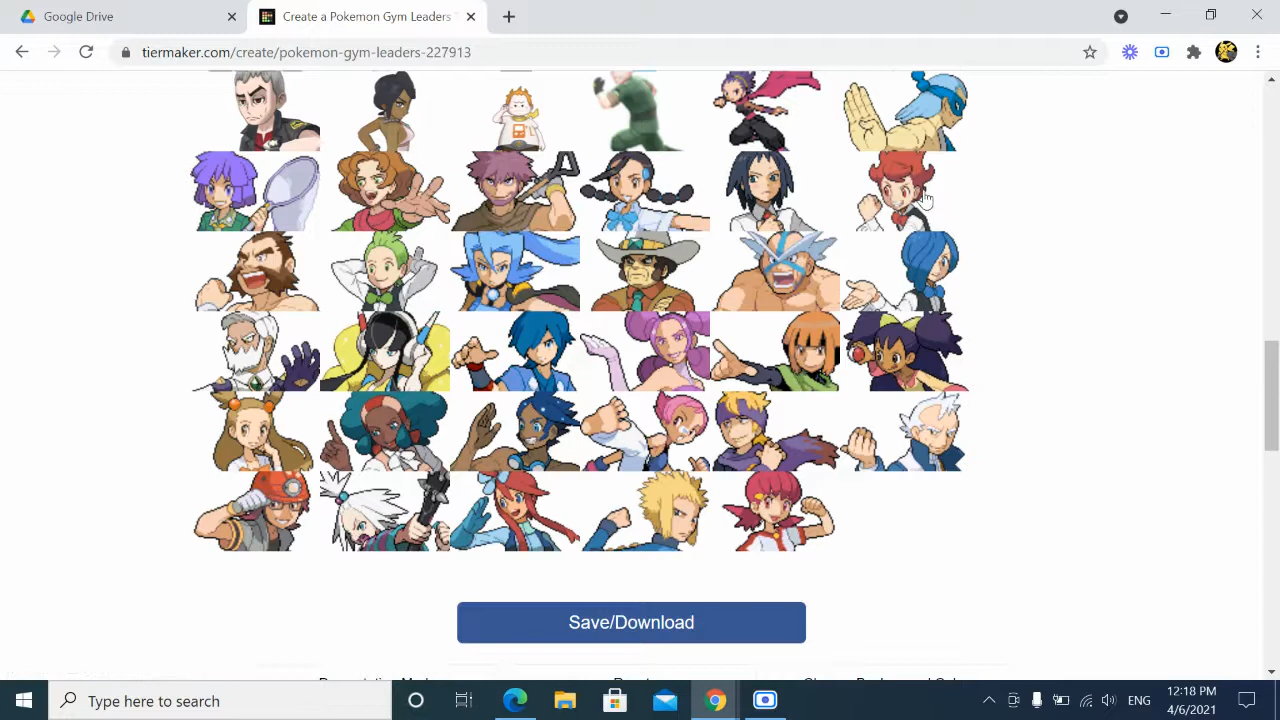 Google Drive
Create a Pokemon Gym Leaders
tiermaker.com/create/pokemon-gym-leaders-227913
Save/Download
Type here to search
ENG
12:18 PM
4/6/2021